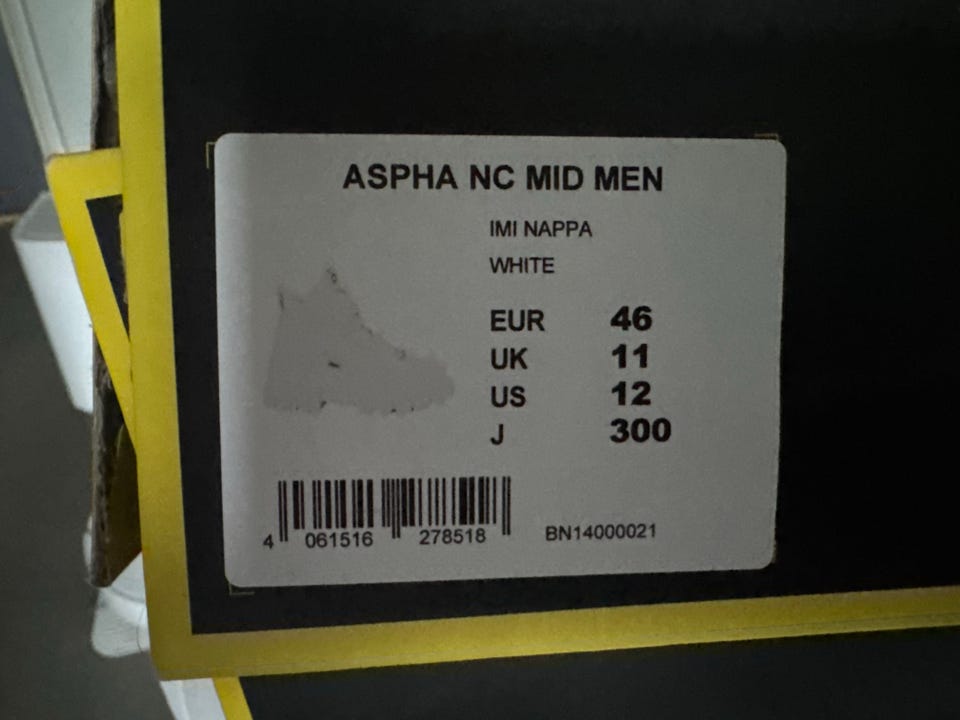 ASPHA NC MID MEN
IMI NAPPA
WHITE
EUR 46
UK 11
US 12
J 300
4 061516 278518
BN14000021